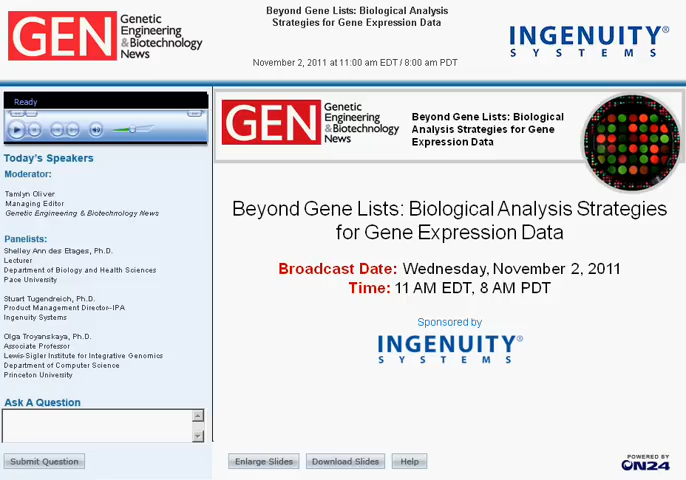 GEN Genetic
Engineering
& Biotechnology
News
Beyond Gene Lists: Biological Analysis
Strategies for Gene Expression Data
November 2, 2011 at 11:00 am EDT / 8:00 am PDT
INGENUITY®
SYSTEMS
Ready
Today's Speakers
Moderator:
Tamlyn Oliver
Managing Editor
Genetic Engineering & Biotechnology News
Panelists:
Shelley Ann des Etages, Ph.D.
Lecturer
Department of Biology and Health Sciences
Pace University
Stuart Tugendreich, Ph.D.
Product Management Director-IPA
Ingenuity Systems
Olga Troyanskaya, Ph.D.
Associate Professor
Lewis-Sigler Institute for Integrative Genomics
Department of Computer Science
Princeton University
Ask A Question
Submit Question
GEN Genetic
Engineering
& Biotechnology
News
Beyond Gene Lists: Biological
Analysis Strategies for Gene
Expression Data
Beyond Gene Lists: Biological Analysis Strategies
for Gene Expression Data
Broadcast Date: Wednesday, November 2, 2011
Time: 11 AM EDT, 8 AM PDT
Sponsored by
INGENUITY®
SYSTEMS
Enlarge Slides
Download Slides
Help
POWERED BY
ON24